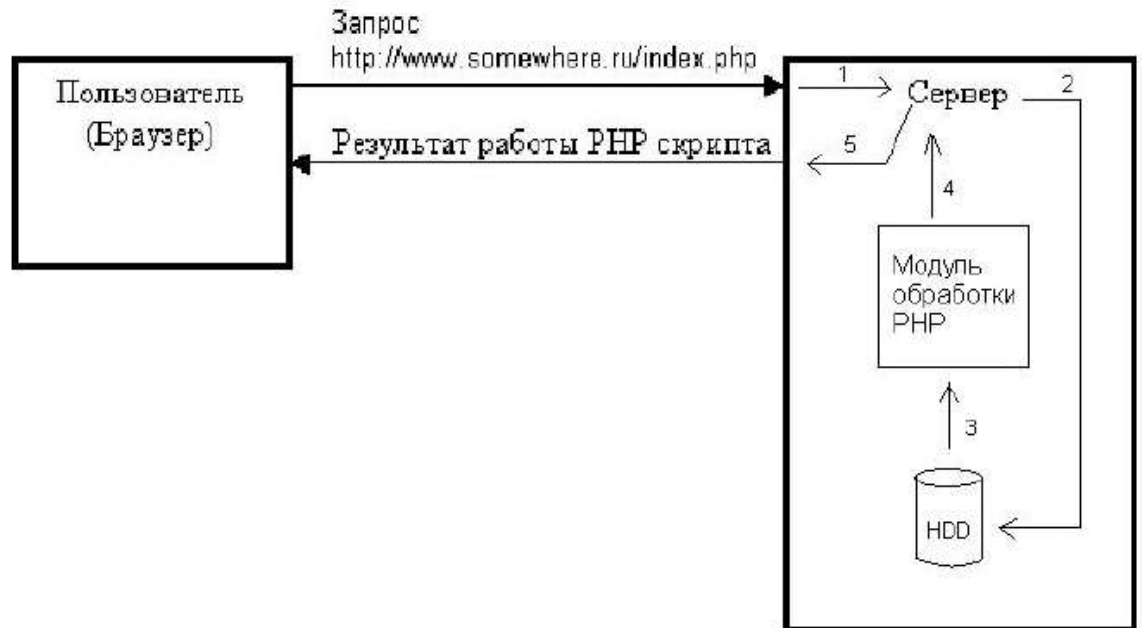 Запрос
http://www.somewhere.ru/index.php
Пользователь
(Браузер)
Результат работы PHP скрипта
1
Сервер
2
5
4
Модуль
обработки
PHP
3
HDD